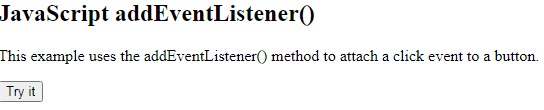 JavaScript addEventListener()
This example uses the addEventListener() method to attach a click event to a button.
Try it